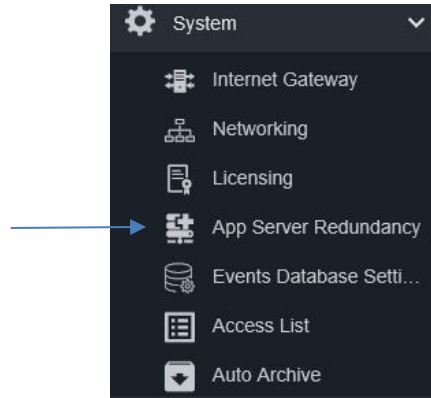 System
Internet Gateway
Networking
Licensing
App Server Redundancy
Events Database Setti...
Access List
Auto Archive